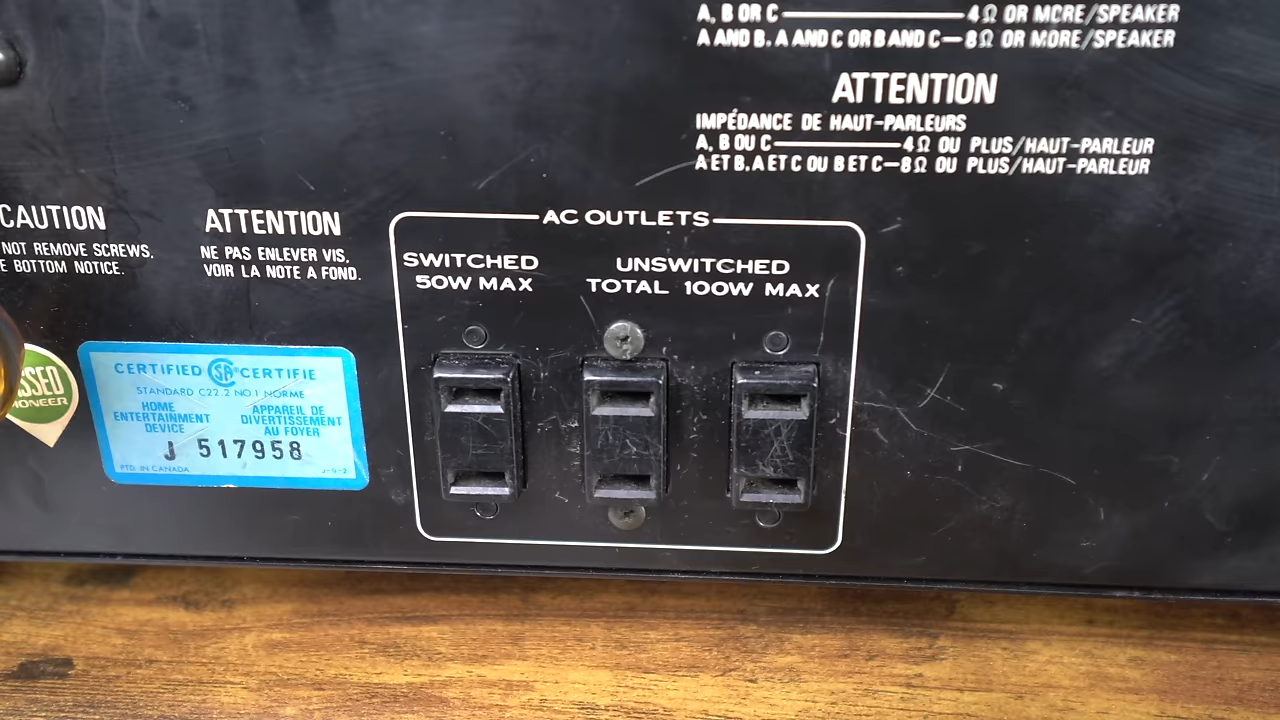 A, B OR C 4Ω OR MORE/SPEAKER
A AND B, A AND C OR B AND C 8Ω OR MORE/SPEAKER
ATTENTION
IMPÉDANCE DE HAUT-PARLEURS
A, B OU C 4Ω OU PLUS/HAUT-PARLEUR
A ET B, A ET C OU B ET C 8Ω OU PLUS/HAUT-PARLEUR
CAUTION
NOT REMOVE SCREWS,
BOTTOM NOTICE.
ATTENTION
NE PAS ENLEVER VIS,
VOIR LA NOTE A FOND.
AC OUTLETS
SWITCHED
50W MAX
UNSWITCHED
TOTAL 100W MAX
CERTIFIED SA CERTIFIE
STANDARD C22.2 NO.1 NORME
HOME
ENTERTAINMENT
DEVICE
APPAREIL DE
DIVERTISSEMENT
AU FOYER
J 517958
PTD. IN CANADA
J-9-2